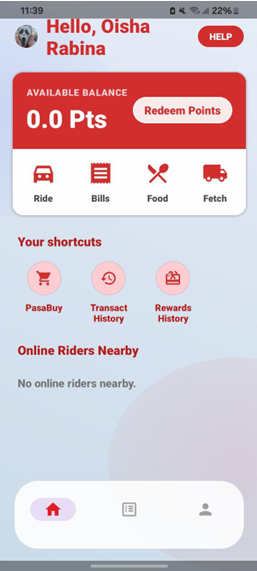 11:39
22%
Hello, Oisha
Rabina
HELP
AVAILABLE BALANCE
0.0 Pts
Redeem Points
Ride
Bills
Food
Fetch
Your shortcuts
PasaBuy
Transact
History
Rewards
History
Online Riders Nearby
No online riders nearby.